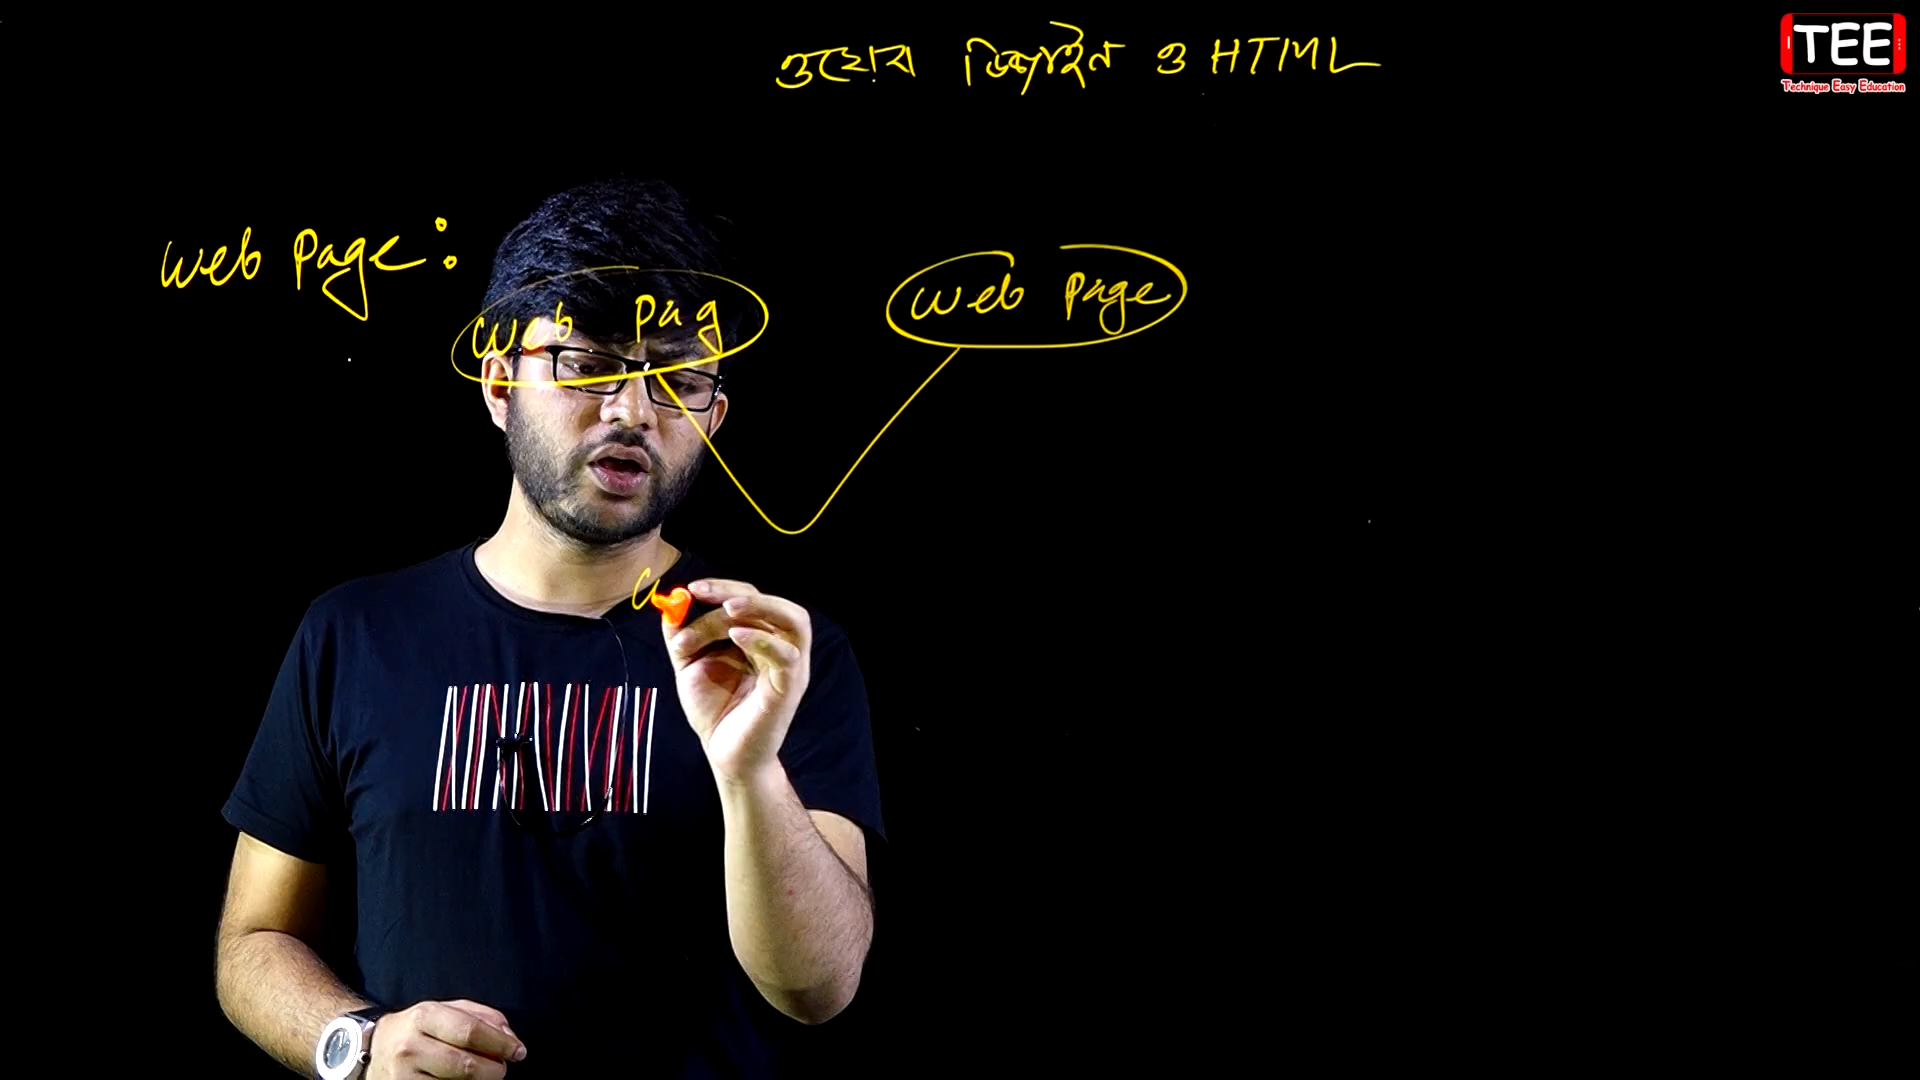 ওয়েব ডিজাইন ও HTML
TEE
Technique Easy Education
Web Page:
Web Pag
Web Page